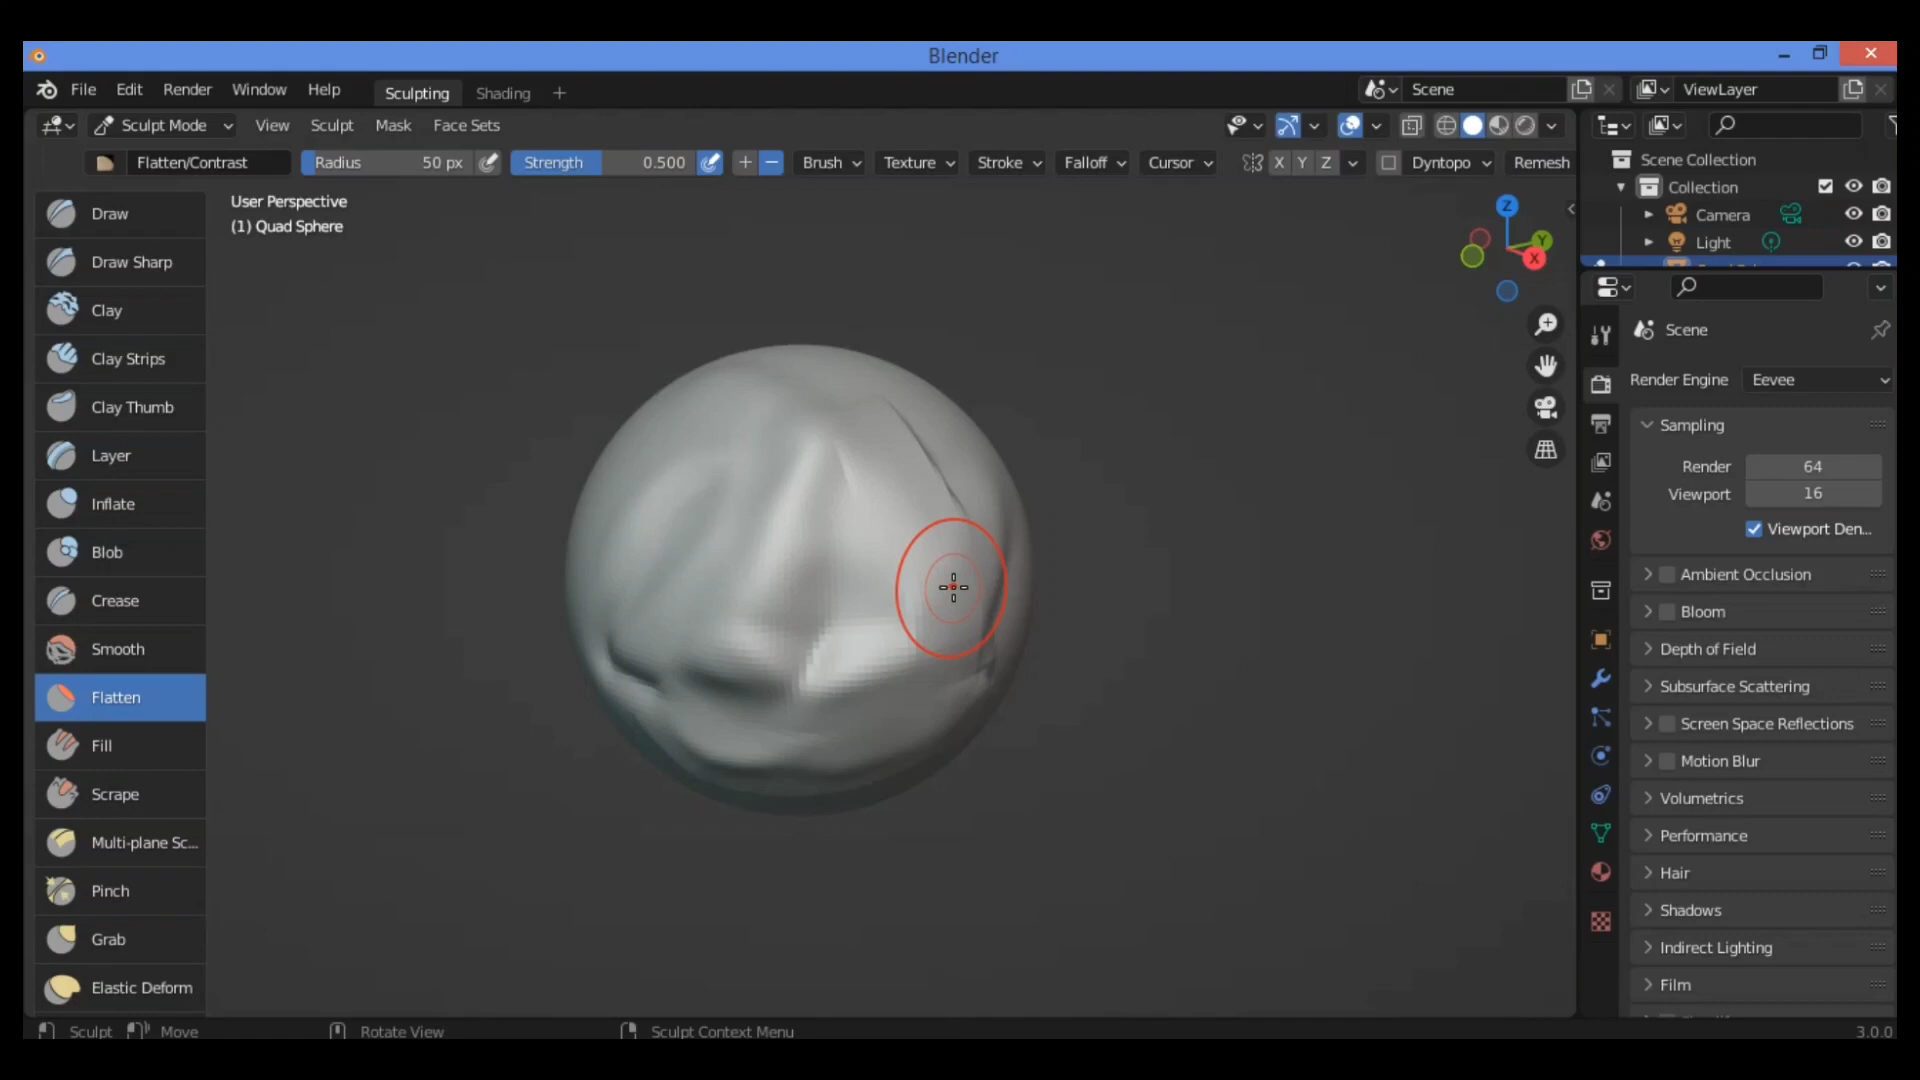 Blender
File Edit Render Window Help Sculpting Shading + Scene ViewLayer
Sculpt Mode View Sculpt Mask Face Sets
Flatten/Contrast Radius 50 px Strength 0.500 + − Brush Texture Stroke Falloff Cursor X Y Z Dyntopo Remesh
Scene Collection
Collection
Camera
Light
User Perspective
(1) Quad Sphere
Z
Y
X
Draw
Draw Sharp
Clay
Clay Strips
Clay Thumb
Layer
Inflate
Blob
Crease
Smooth
Flatten
Fill
Scrape
Multi-plane Sc...
Pinch
Grab
Elastic Deform
Scene
Render Engine Eevee
Sampling
Render 64
Viewport 16
Viewport Den...
Ambient Occlusion
Bloom
Depth of Field
Subsurface Scattering
Screen Space Reflections
Motion Blur
Volumetrics
Performance
Hair
Shadows
Indirect Lighting
Film
Sculpt Move Rotate View Sculpt Context Menu 3.0.0